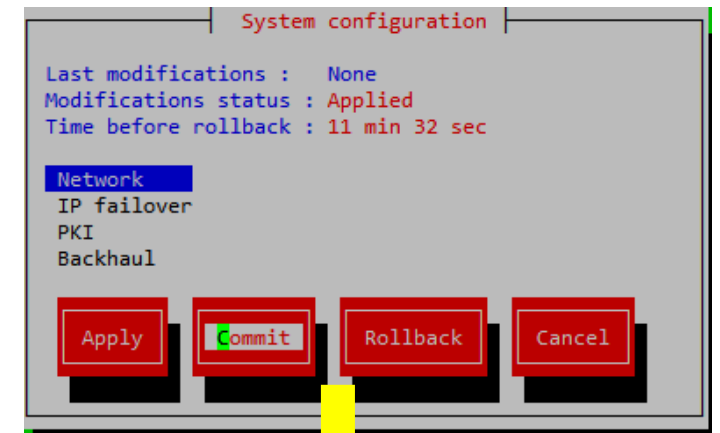 System configuration
Last modifications : None
Modifications status : Applied
Time before rollback : 11 min 32 sec
Network
IP failover
PKI
Backhaul
Apply Commit Rollback Cancel